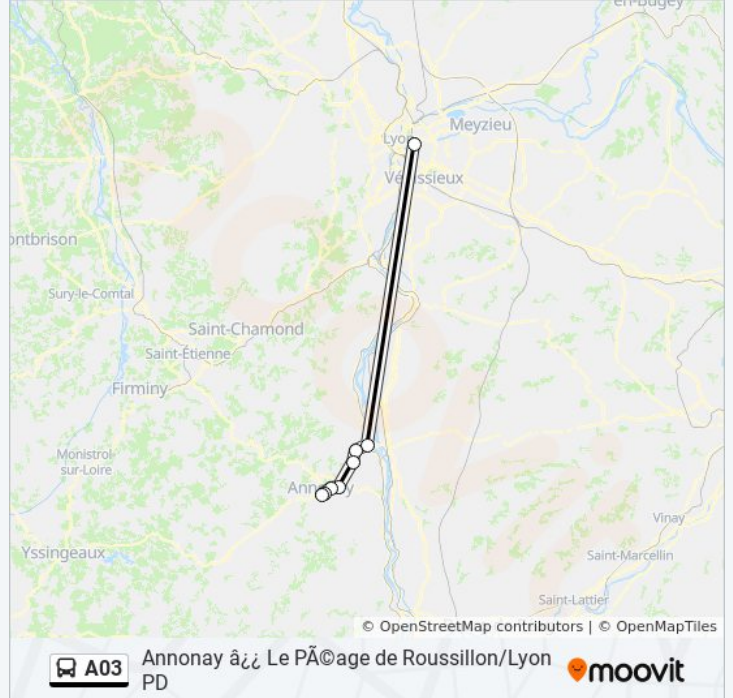 en-Bugey
Meyzieu
Lyon
Vénissieux
ontbrison
Sury-le-Comtal
Saint-Chamond
Saint-Étienne
Firminy
Monistrol
sur-Loire
Annonay
Vinay
Yssingeaux
Saint-Marcellin
Saint-Lattier
© OpenStreetMap contributors | © OpenMapTiles
A03 Annonay â¿¿ Le PÃ©age de Roussillon/Lyon
PD
moovit